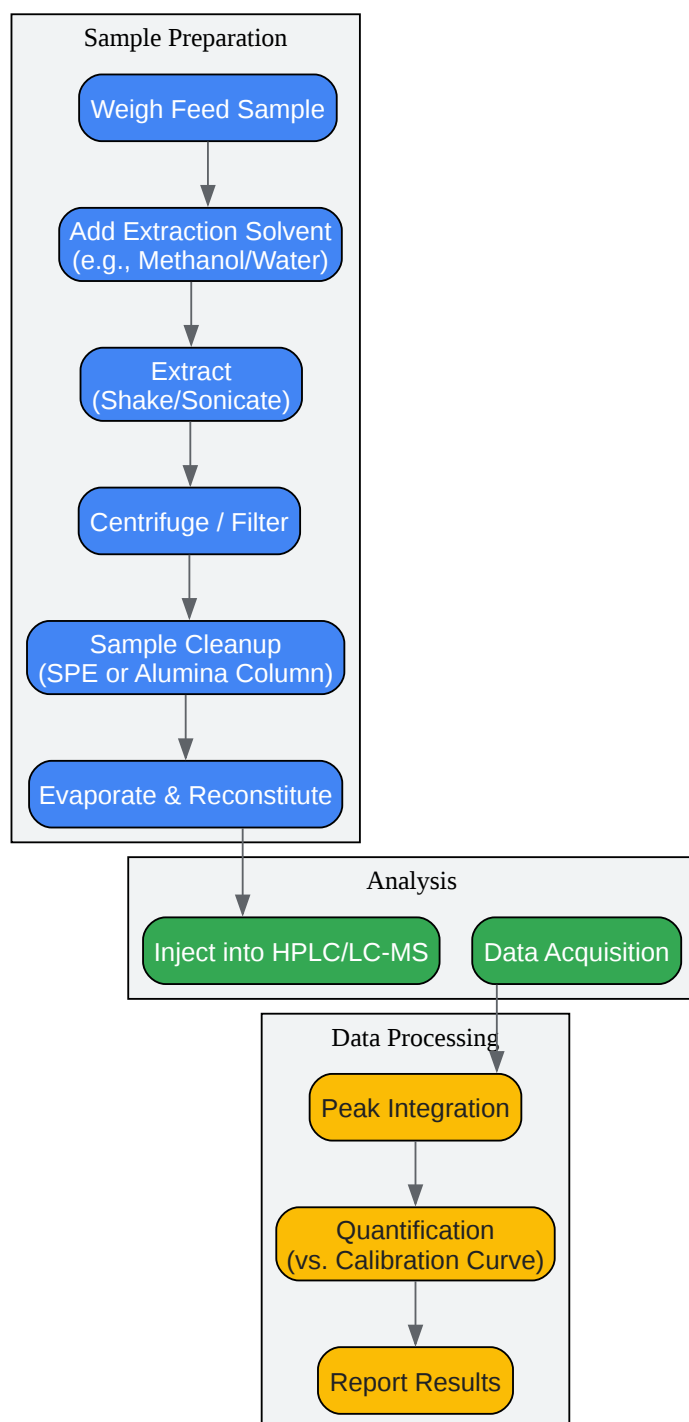 Sample Preparation
Weigh Feed Sample
Add Extraction Solvent
(e.g., Methanol/Water)
Extract
(Shake/Sonicate)
Centrifuge / Filter
Sample Cleanup
(SPE or Alumina Column)
Evaporate & Reconstitute
Analysis
Inject into HPLC/LC-MS
Data Acquisition
Data Processing
Peak Integration
Quantification
(vs. Calibration Curve)
Report Results